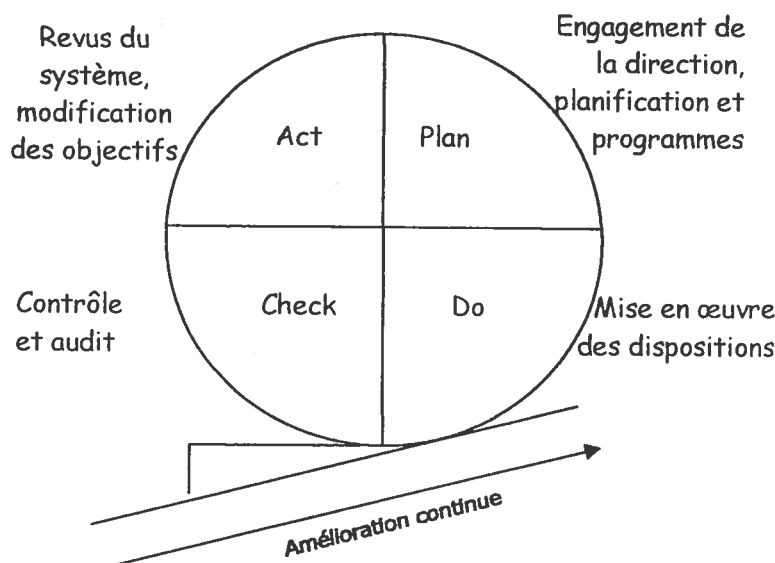 Revus du
système,
modification
des objectifs
Engagement de
la direction,
planification et
programmes
Act
Plan
Check
Do
Contrôle
et audit
Mise en œuvre
des dispositions
Amélioration continue